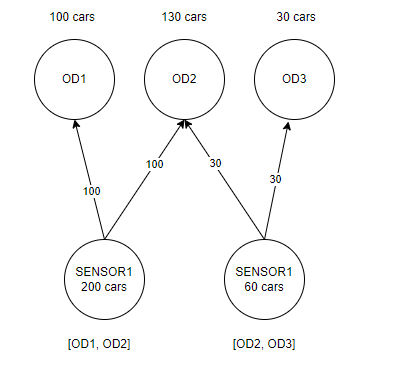 100 cars
130 cars
30 cars
OD1
OD2
OD3
100
30
100
30
SENSOR1
200 cars
SENSOR1
60 cars
[OD1, OD2]
[OD2, OD3]